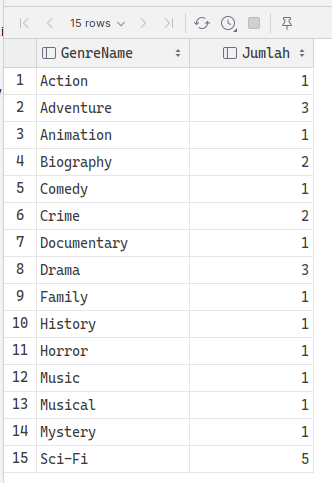 15 rows
GenreName Jumlah
1 Action 1
2 Adventure 3
3 Animation 1
4 Biography 2
5 Comedy 1
6 Crime 2
7 Documentary 1
8 Drama 3
9 Family 1
10 History 1
11 Horror 1
12 Music 1
13 Musical 1
14 Mystery 1
15 Sci-Fi 5